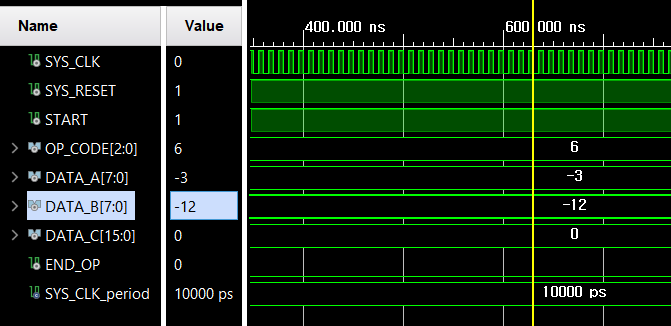 Name Value 400.000 ns 600.000 ns
SYS_CLK 0
SYS_RESET 1
START 1
OP_CODE[2:0] 6 6
DATA_A[7:0] -3 -3
DATA_B[7:0] -12 -12
DATA_C[15:0] 0 0
END_OP 0
SYS_CLK_period 10000 ps 10000 ps